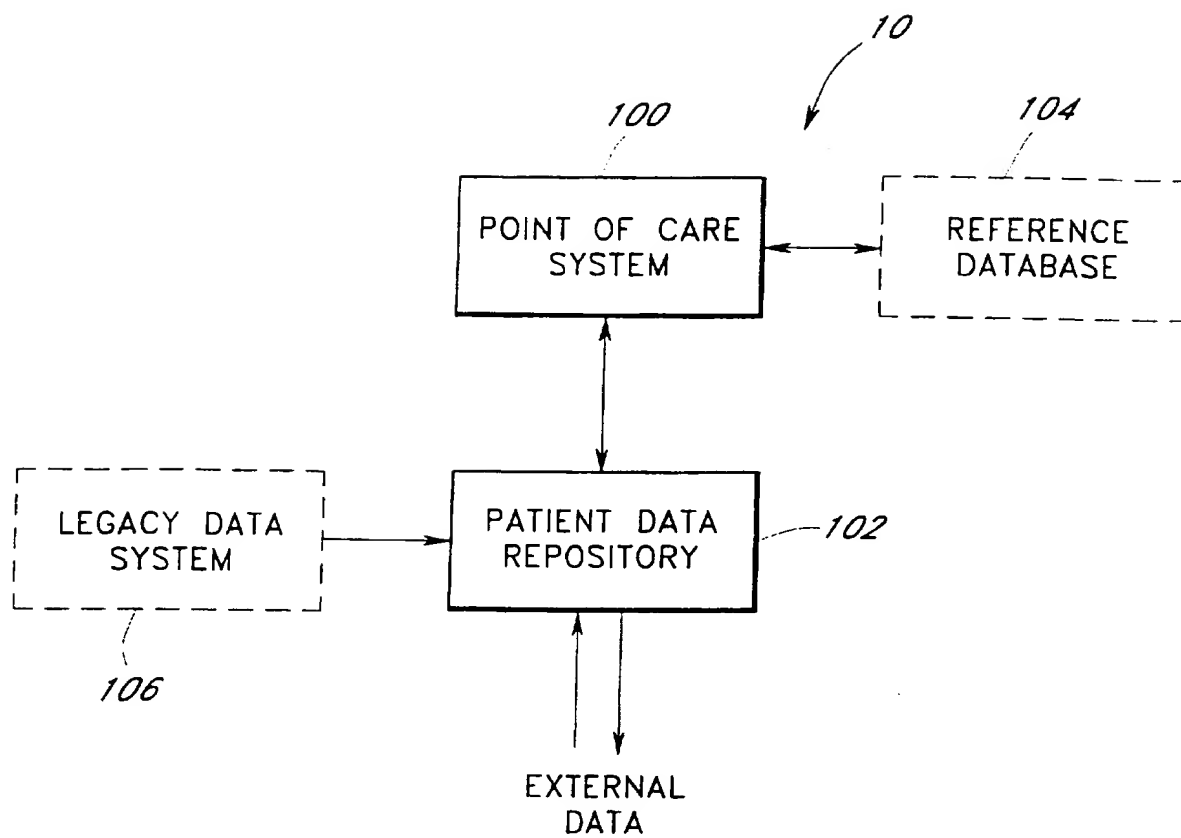 10
100
104
POINT OF CARE
SYSTEM
REFERENCE
DATABASE
LEGACY DATA
SYSTEM
PATIENT DATA
REPOSITORY
102
106
EXTERNAL
DATA